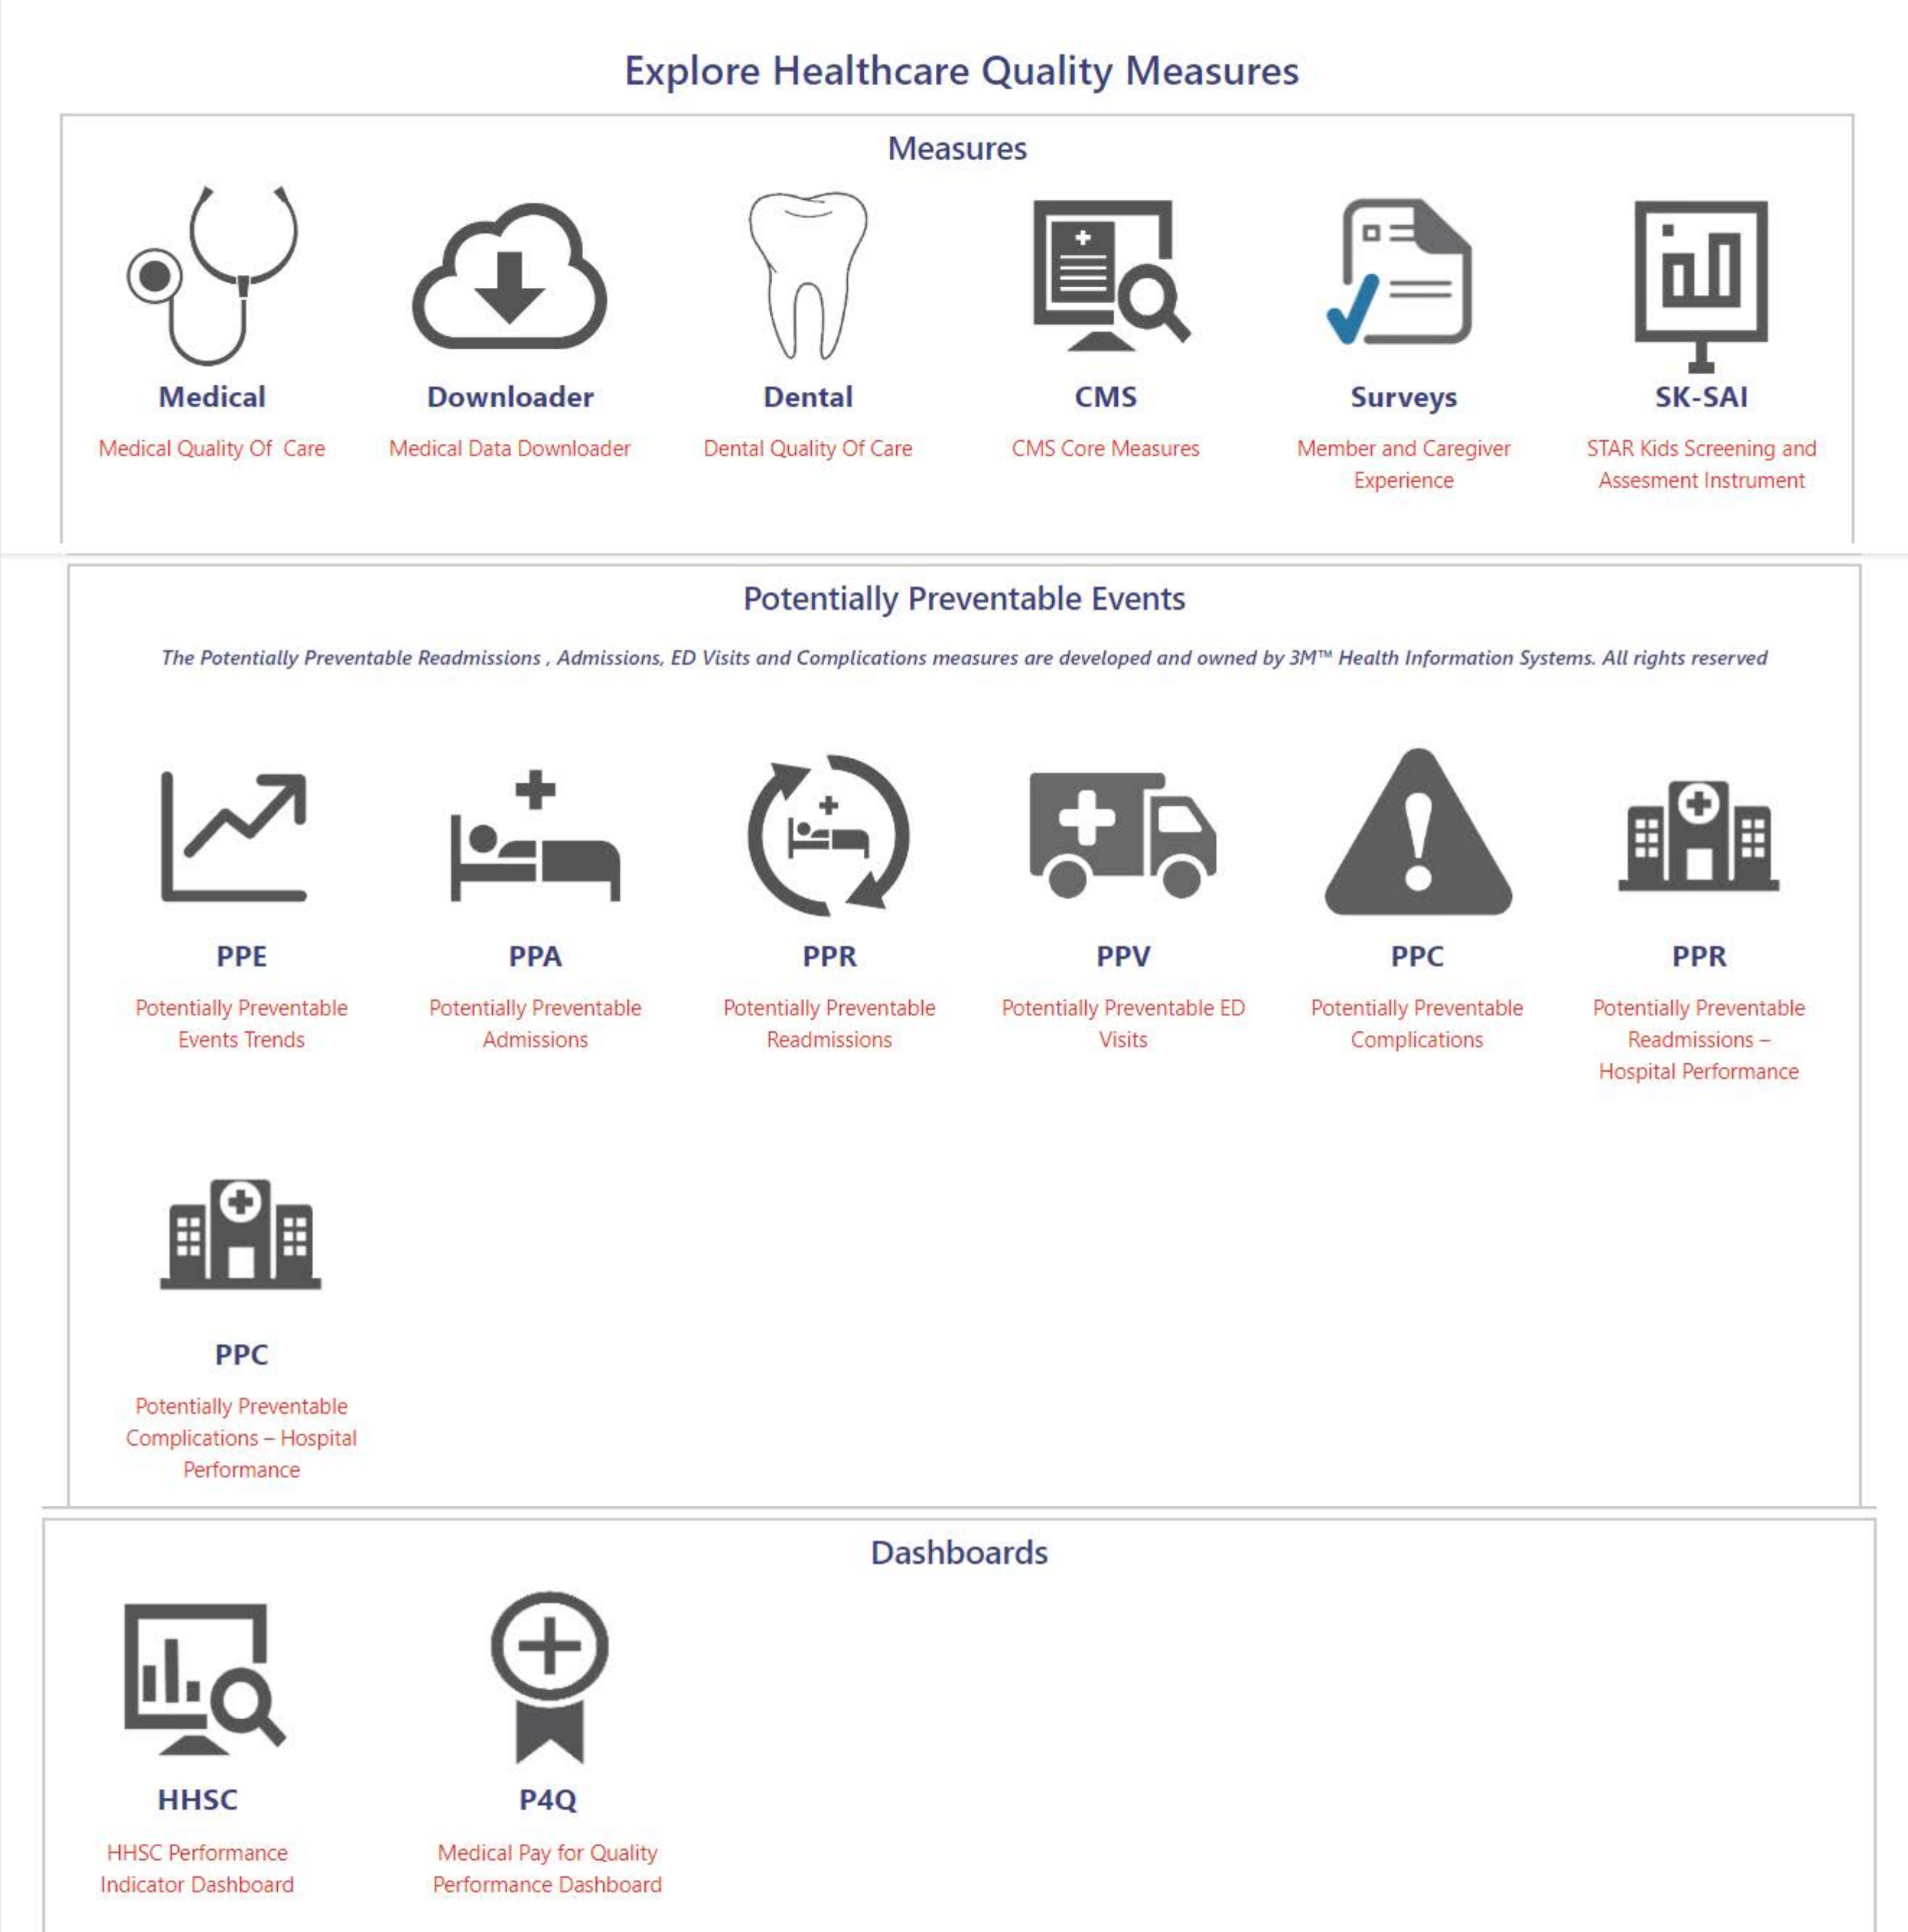 Explore Healthcare Quality Measures
Measures
Medical
Medical Quality Of Care
Downloader
Medical Data Downloader
Dental
Dental Quality Of Care
CMS
CMS Core Measures
Surveys
Member and Caregiver
Experience
SK-SAI
STAR Kids Screening and
Assesment Instrument
Potentially Preventable Events
The Potentially Preventable Readmissions , Admissions, ED Visits and Complications measures are developed and owned by 3M™ Health Information Systems. All rights reserved
PPE
Potentially Preventable
Events Trends
PPA
Potentially Preventable
Admissions
PPR
Potentially Preventable
Readmissions
PPV
Potentially Preventable ED
Visits
PPC
Potentially Preventable
Complications
PPR
Potentially Preventable
Readmissions –
Hospital Performance
PPC
Potentially Preventable
Complications – Hospital
Performance
Dashboards
HHSC
HHSC Performance
Indicator Dashboard
P4Q
Medical Pay for Quality
Performance Dashboard